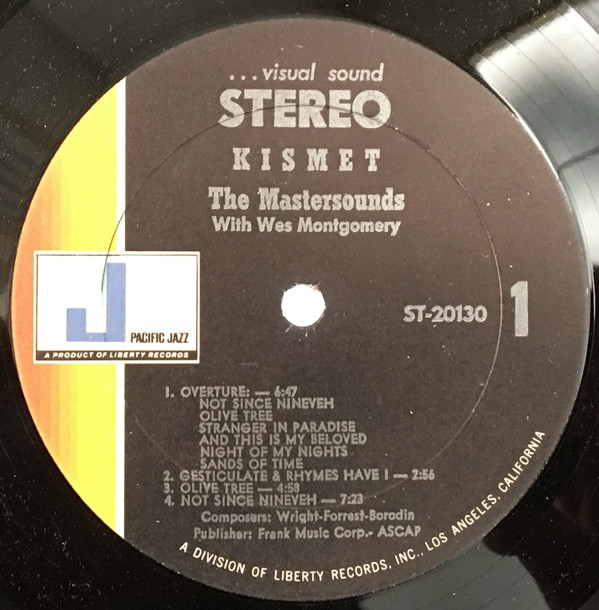 ...visual sound
STEREO
KISMET
The Mastersounds
With Wes Montgomery
J
PACIFIC JAZZ
A PRODUCT OF LIBERTY RECORDS
ST-20130
1
1. OVERTURE: — 6:47
NOT SINCE NINEVEH
OLIVE TREE
STRANGER IN PARADISE
AND THIS IS MY BELOVED
NIGHT OF MY NIGHTS
SANDS OF TIME
2. GESTICULATE & RHYMES HAVE I — 2:56
3. OLIVE TREE — 4:58
4. NOT SINCE NINEVEH — 7:23
Composers: Wright-Forrest-Borodin
Publisher: Frank Music Corp.- ASCAP
A DIVISION OF LIBERTY RECORDS, INC., LOS ANGELES, CALIFORNIA